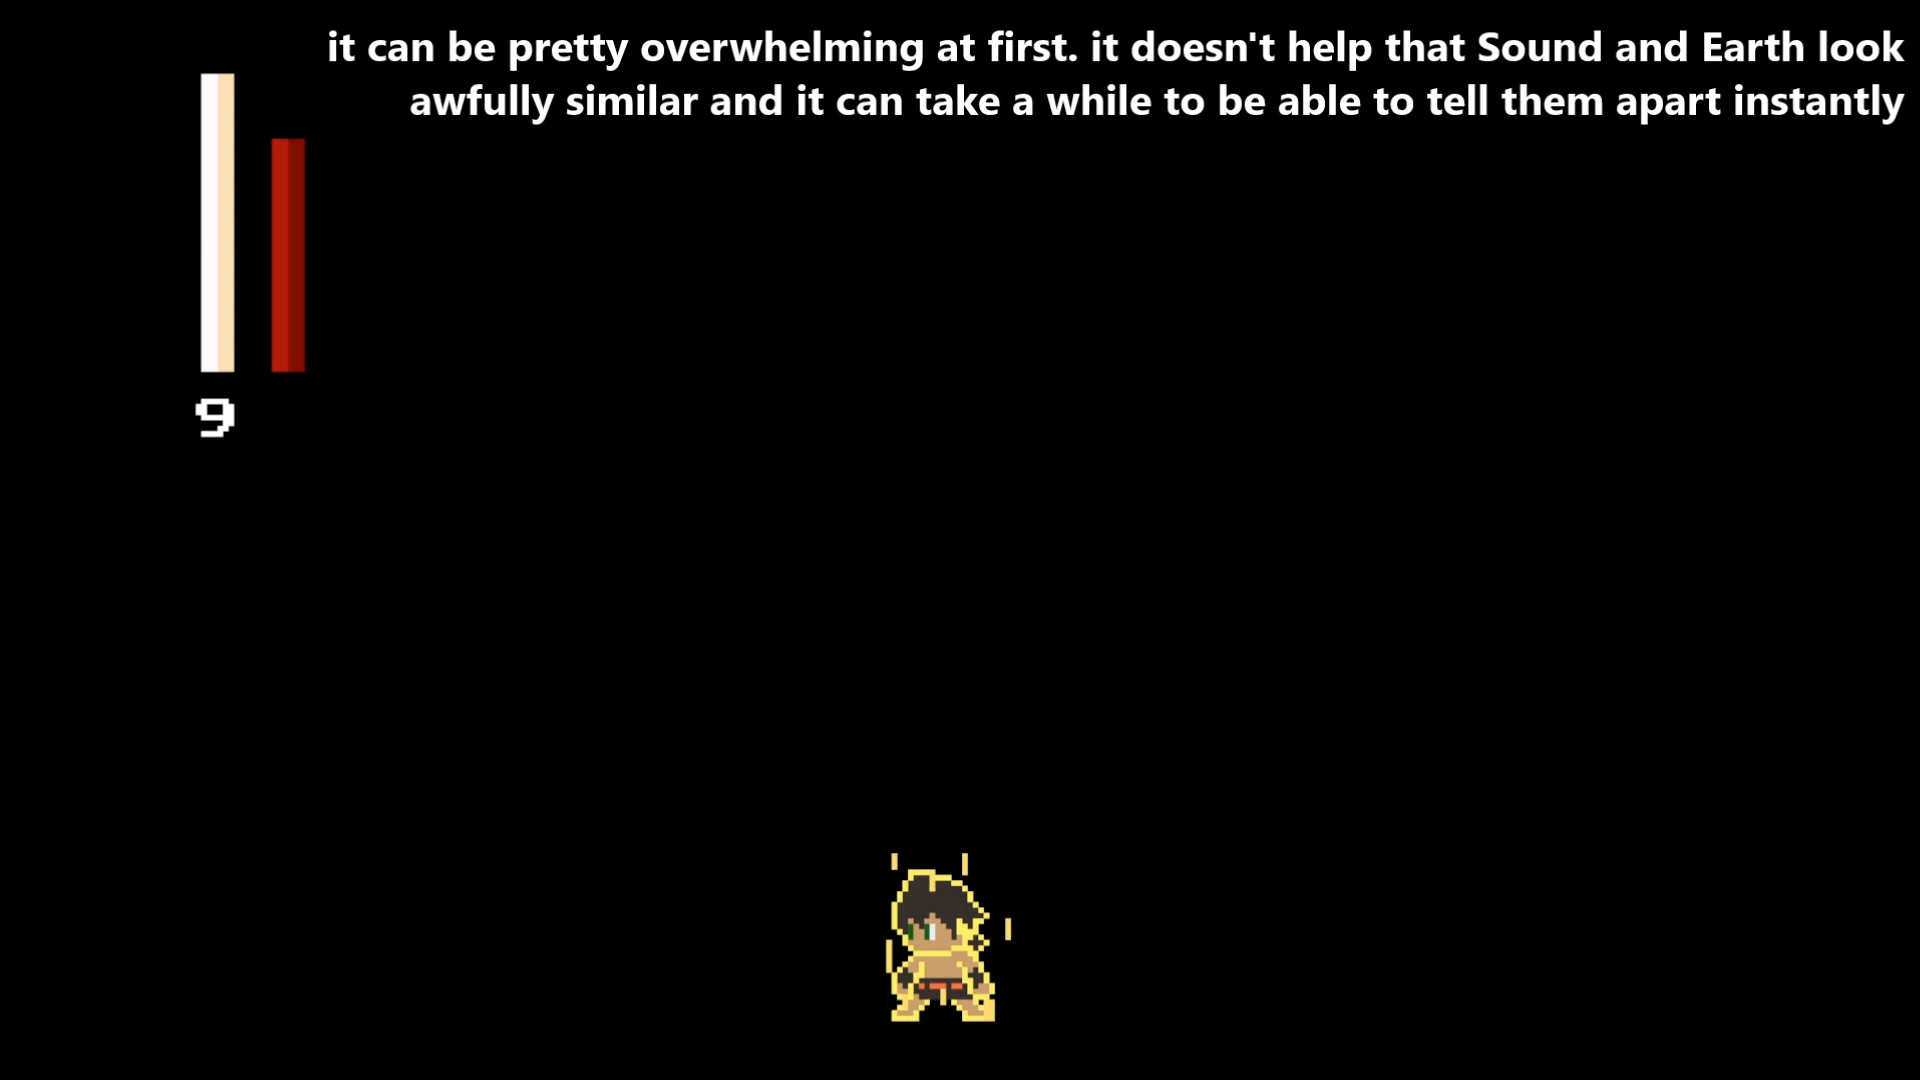 it can be pretty overwhelming at first. it doesn't help that Sound and Earth look
awfully similar and it can take a while to be able to tell them apart instantly
9